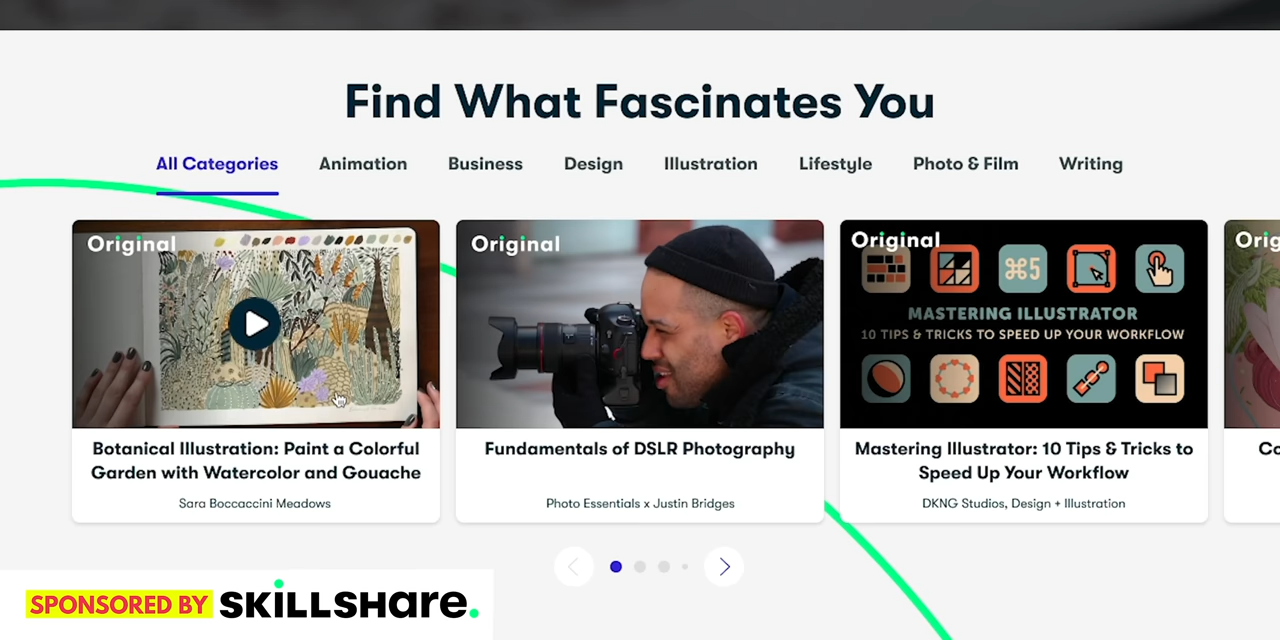 Find What Fascinates You
All Categories Animation Business Design Illustration Lifestyle Photo & Film Writing
Original
Botanical Illustration: Paint a Colorful
Garden with Watercolor and Gouache
Sara Boccaccini Meadows
Original
Fundamentals of DSLR Photography
Photo Essentials x Justin Bridges
Original
⌘5
MASTERING ILLUSTRATOR
10 TIPS & TRICKS TO SPEED UP YOUR WORKFLOW
Mastering Illustrator: 10 Tips & Tricks to
Speed Up Your Workflow
DKNG Studios, Design + Illustration
Orig
Co
SPONSORED BY SKILLSHARE.